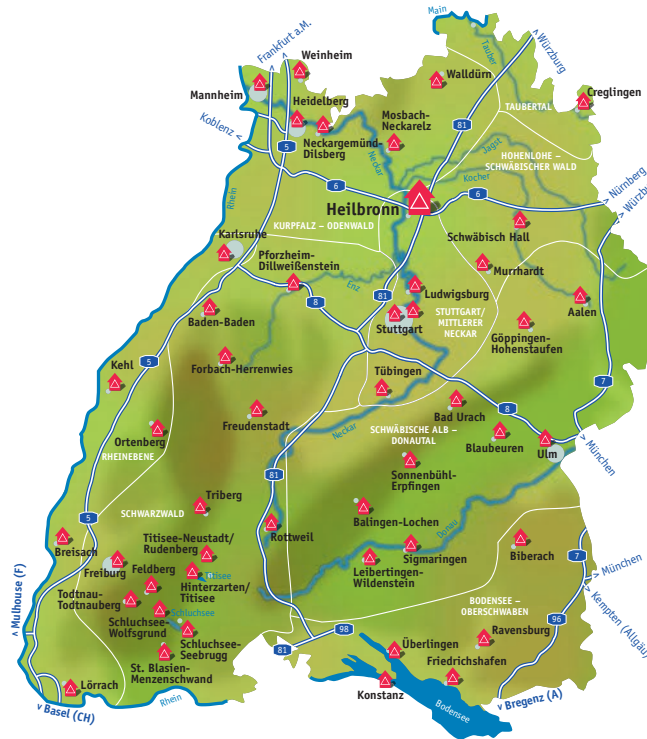 Main
Frankfurt a.M.
Weinheim
Tauber
Würzburg
Walldürn
Mannheim
Creglingen
Heidelberg
TAUBERTAL
Mosbach-
Neckarelz
Koblenz
81
5
Neckargemünd-
Dilsberg
Jagst
HOHENLOHE –
SCHWÄBISCHER WALD
Neckar
Kocher
6
6
Nürnberg
Rhein
Heilbronn
Würzburg
KURPFALZ – ODENWALD
Schwäbisch Hall
Karlsruhe
Pforzheim-
Dillweißenstein
Murrhardt
Enz
Ludwigsburg
81
8
Aalen
Baden-Baden
STUTTGART/
MITTLERER
NECKAR
Stuttgart
Göppingen-
Hohenstaufen
Forbach-Herrenwies
5
Kehl
Tübingen
7
8
Bad Urach
Freudenstadt
Neckar
SCHWÄBISCHE ALB –
DONAUTAL
Ortenberg
Blaubeuren
Ulm
München
RHEINEBENE
Sonnenbühl-
Erpfingen
81
Triberg
SCHWARZWALD
Balingen-Lochen
5
Rottweil
Donau
Titisee-Neustadt/
Rudenberg
Breisach
Sigmaringen
Biberach
7
Freiburg
Feldberg
Titisee
Leibertingen-
Wildenstein
München
Hinterzarten/
Titisee
Todtnau-
Todtnauberg
Kempten (Allgäu)
Mulhouse (F)
Schluchsee
BODENSEE –
OBERSCHWABEN
96
Schluchsee-
Wolfsgrund
98
Ravensburg
Schluchsee-
Seebrugg
81
Überlingen
St. Blasien-
Menzenschwand
Friedrichshafen
Lörrach
Konstanz
Rhein
Bodensee
Bregenz (A)
Basel (CH)